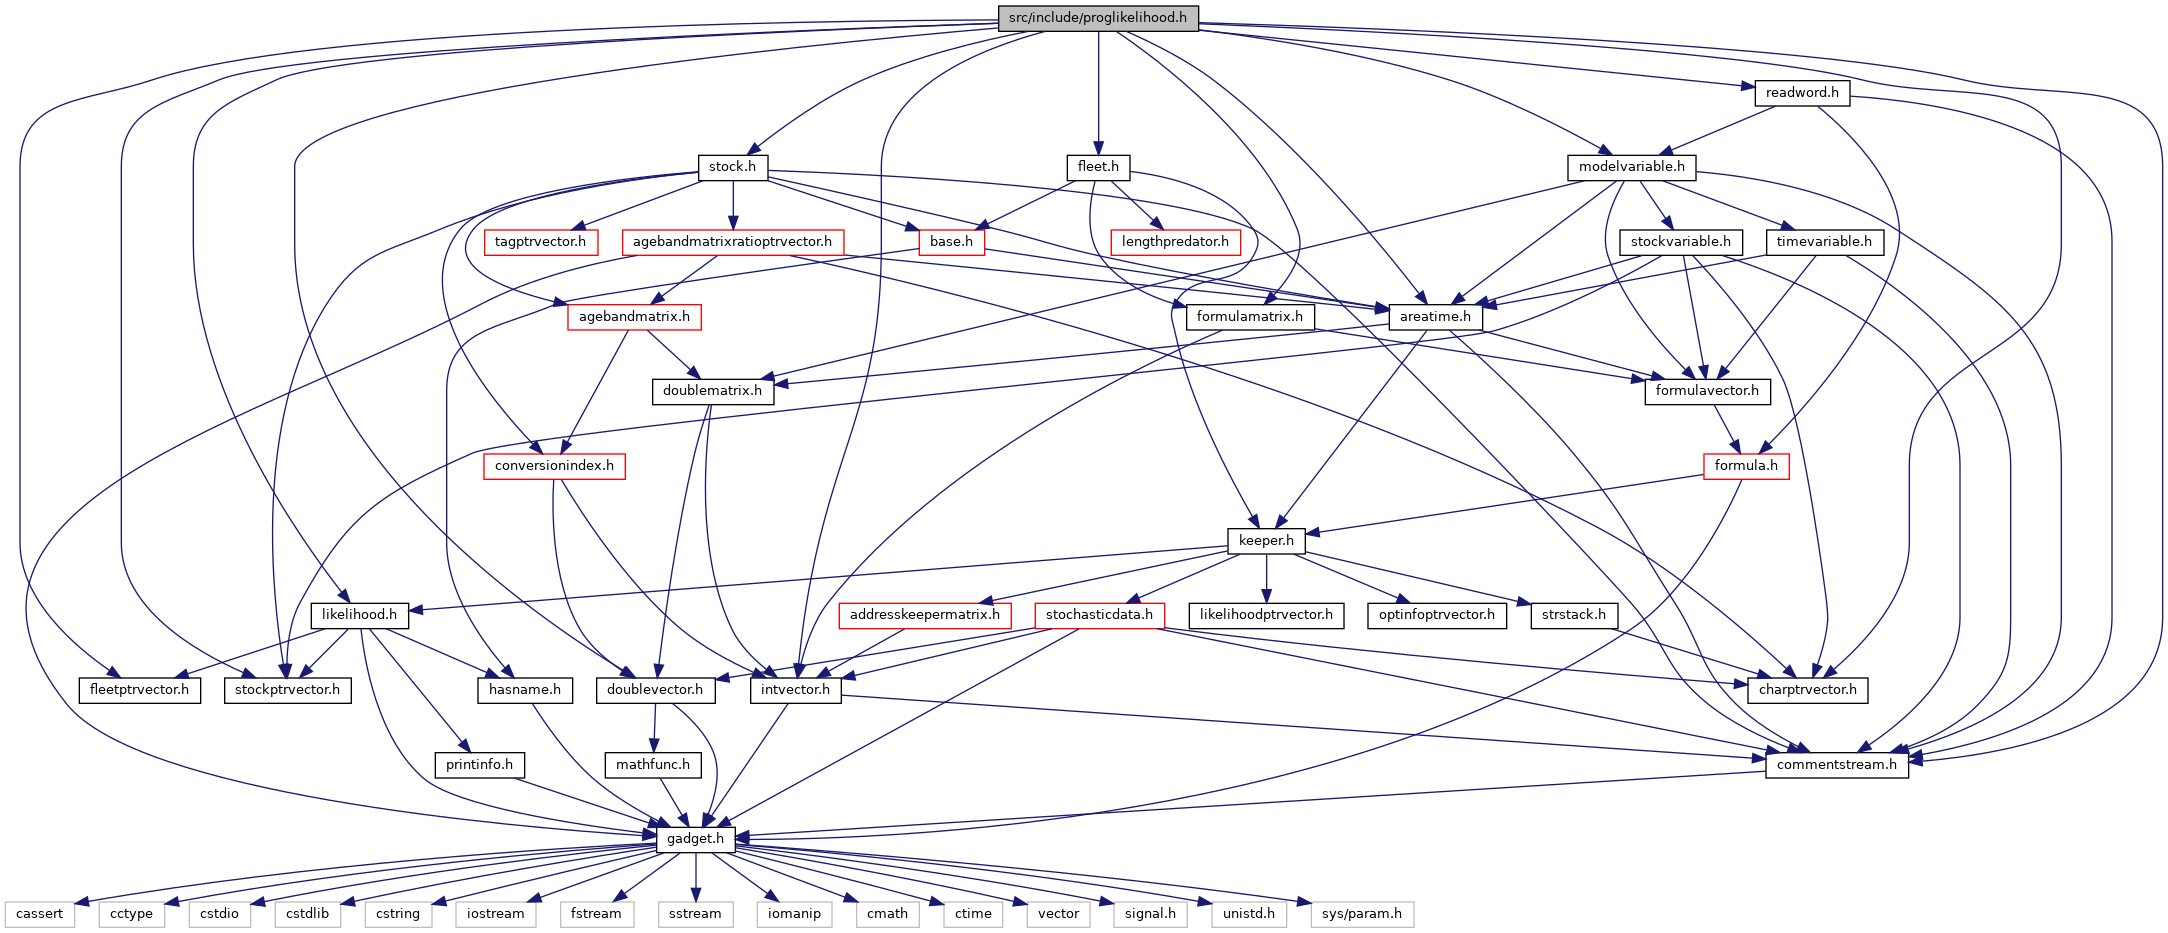 src/include/proglikelihood.h
readword.h
stock.h
fleet.h
modelvariable.h
tagptrvector.h
agebandmatrixratioptrvector.h
base.h
lengthpredator.h
stockvariable.h
timevariable.h
agebandmatrix.h
formulamatrix.h
areatime.h
doublematrix.h
formulavector.h
conversionindex.h
formula.h
keeper.h
likelihood.h
addresskeepermatrix.h
stochasticdata.h
likelihoodptrvector.h
optinfoptrvector.h
strstack.h
fleetptrvector.h
stockptrvector.h
hasname.h
doublevector.h
intvector.h
charptrvector.h
printinfo.h
mathfunc.h
commentstream.h
gadget.h
cassert
cctype
cstdio
cstdlib
cstring
iostream
fstream
sstream
iomanip
cmath
ctime
vector
signal.h
unistd.h
sys/param.h